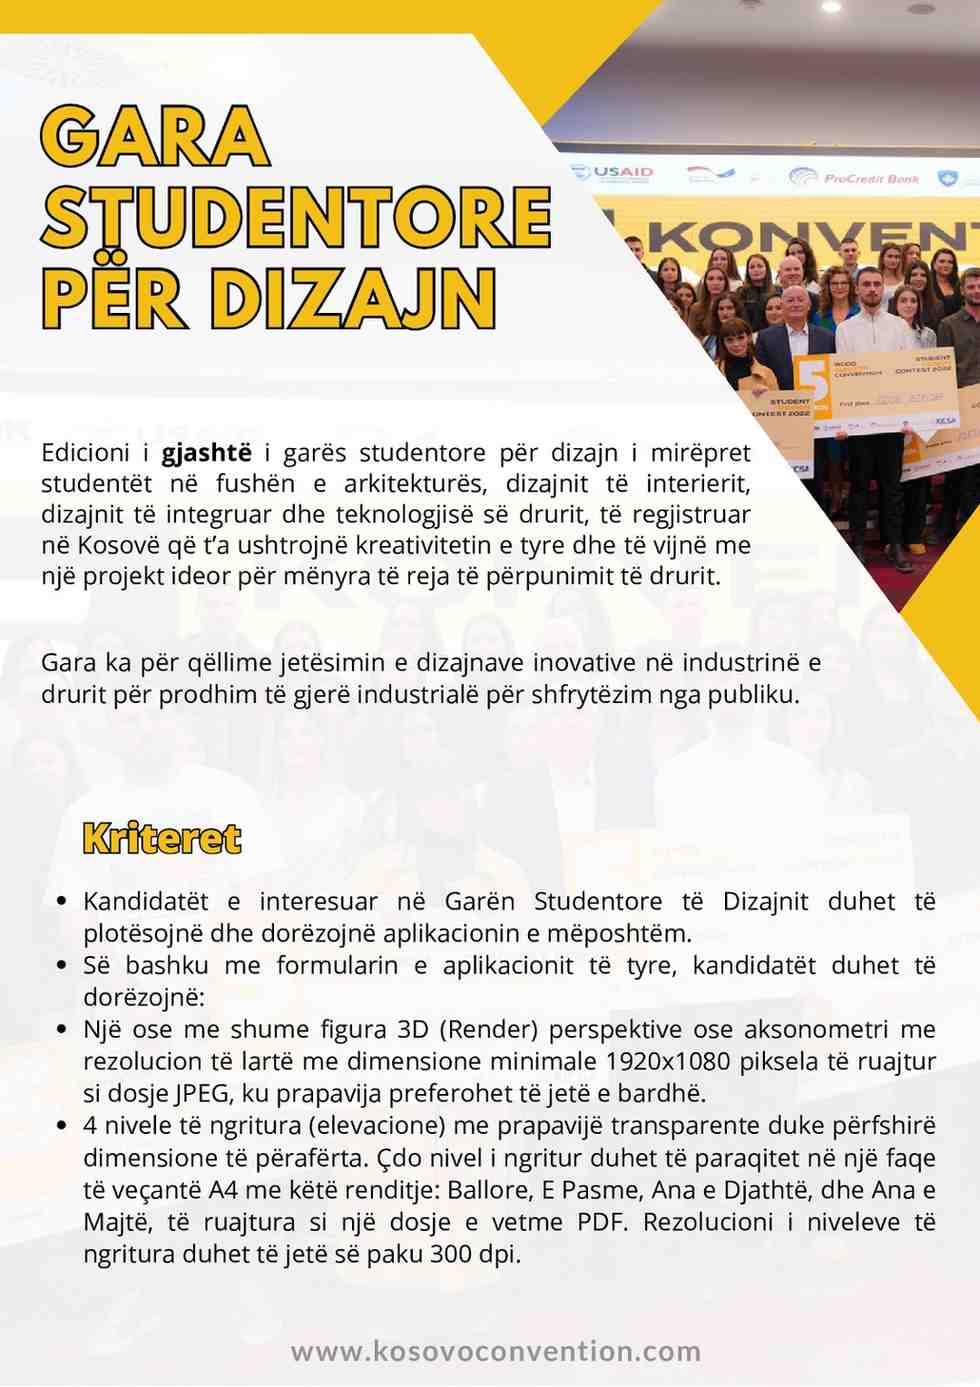 GARA
STUDENTORE
PËR DIZAJN
USAID
ProCredit Bank
KONVENT
WOOD
CONVENTION
STUDENT
CONTEST 2022
First place
5
STUDENT
CONTEST 2022
Edicioni i gjashtë i garës studentore për dizajn i mirëpret
studentët në fushën e arkitekturës, dizajnit të interierit,
dizajnit të integruar dhe teknologjisë së drurit, të regjistruar
në Kosovë që t’a ushtrojnë kreativitetin e tyre dhe të vijnë me
një projekt ideor për mënyra të reja të përpunimit të drurit.
Gara ka për qëllime jetësimin e dizajnave inovative në industrinë e
drurit për prodhim të gjerë industrialë për shfrytëzim nga publiku.
Kriteret
• Kandidatët e interesuar në Garën Studentore të Dizajnit duhet të
plotësojnë dhe dorëzojnë aplikacionin e mëposhtëm.
• Së bashku me formularin e aplikacionit të tyre, kandidatët duhet të
dorëzojnë:
• Një ose me shume figura 3D (Render) perspektive ose aksonometri me
rezolucion të lartë me dimensione minimale 1920x1080 piksela të ruajtur
si dosje JPEG, ku prapavija preferohet të jetë e bardhë.
• 4 nivele të ngritura (elevacione) me prapavijë transparente duke përfshirë
dimensione të përafërta. Çdo nivel i ngritur duhet të paraqitet në një faqe
të veçantë A4 me këtë renditje: Ballore, E Pasme, Ana e Djathtë, dhe Ana e
Majtë, të ruajtura si një dosje e vetme PDF. Rezolucioni i niveleve të
ngritura duhet të jetë së paku 300 dpi.
www.kosovoconvention.com